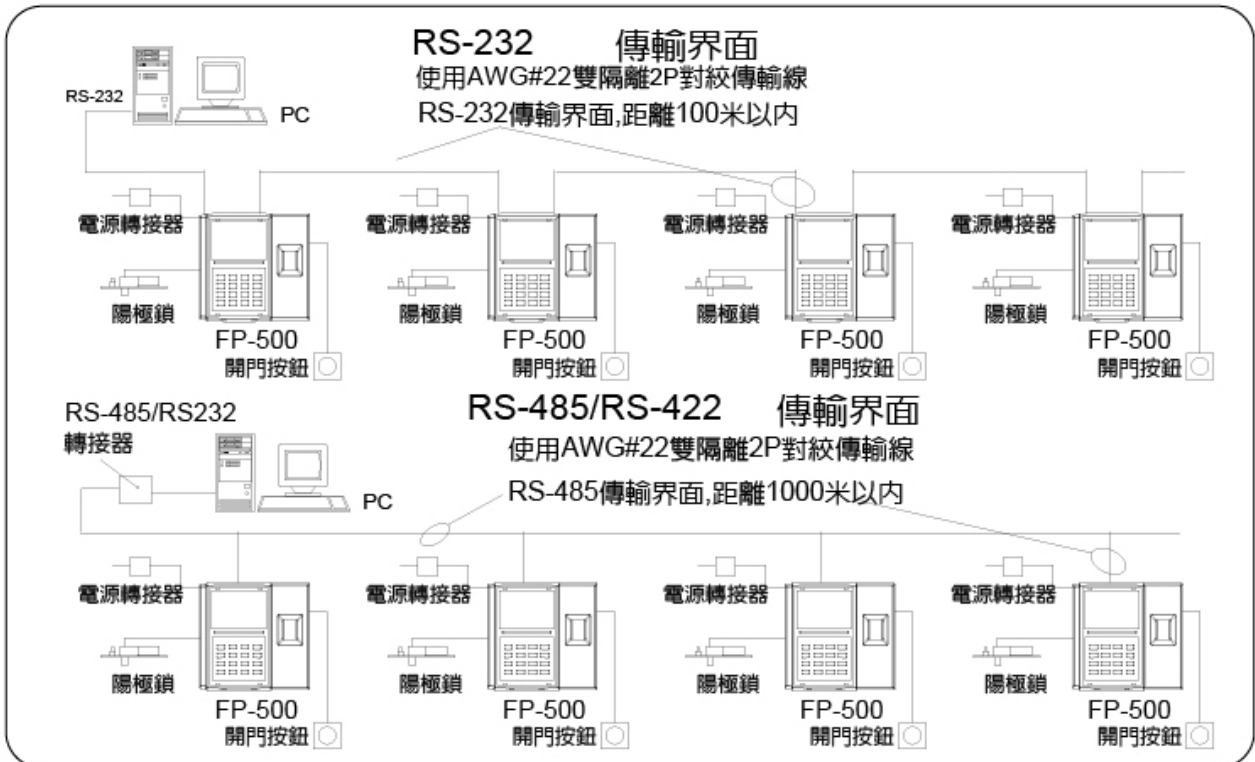 RS-232 傳輸界面
使用AWG#22雙隔離2P對絞傳輸線
RS-232傳輸界面,距離100米以内
RS-232
PC
電源轉接器 電源轉接器 電源轉接器 電源轉接器
陽極鎖 陽極鎖 陽極鎖 陽極鎖
FP-500 FP-500 FP-500 FP-500
開門按鈕 開門按鈕 開門按鈕 開門按鈕
RS-485/RS232
轉接器
RS-485/RS-422 傳輸界面
使用AWG#22雙隔離2P對絞傳輸線
RS-485傳輸界面,距離1000米以内
PC
電源轉接器 電源轉接器 電源轉接器 電源轉接器
陽極鎖 陽極鎖 陽極鎖 陽極鎖
FP-500 FP-500 FP-500 FP-500
開門按鈕 開門按鈕 開門按鈕 開門按鈕